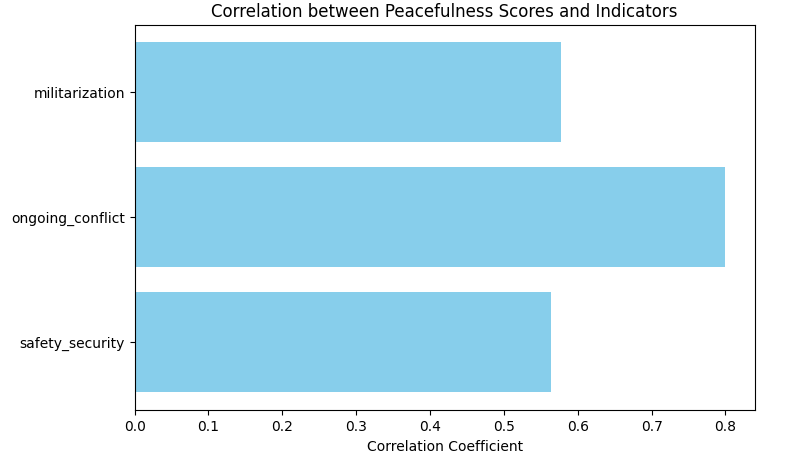 Correlation between Peacefulness Scores and Indicators
militarization
ongoing_conflict
safety_security
0.0 0.1 0.2 0.3 0.4 0.5 0.6 0.7 0.8
Correlation Coefficient